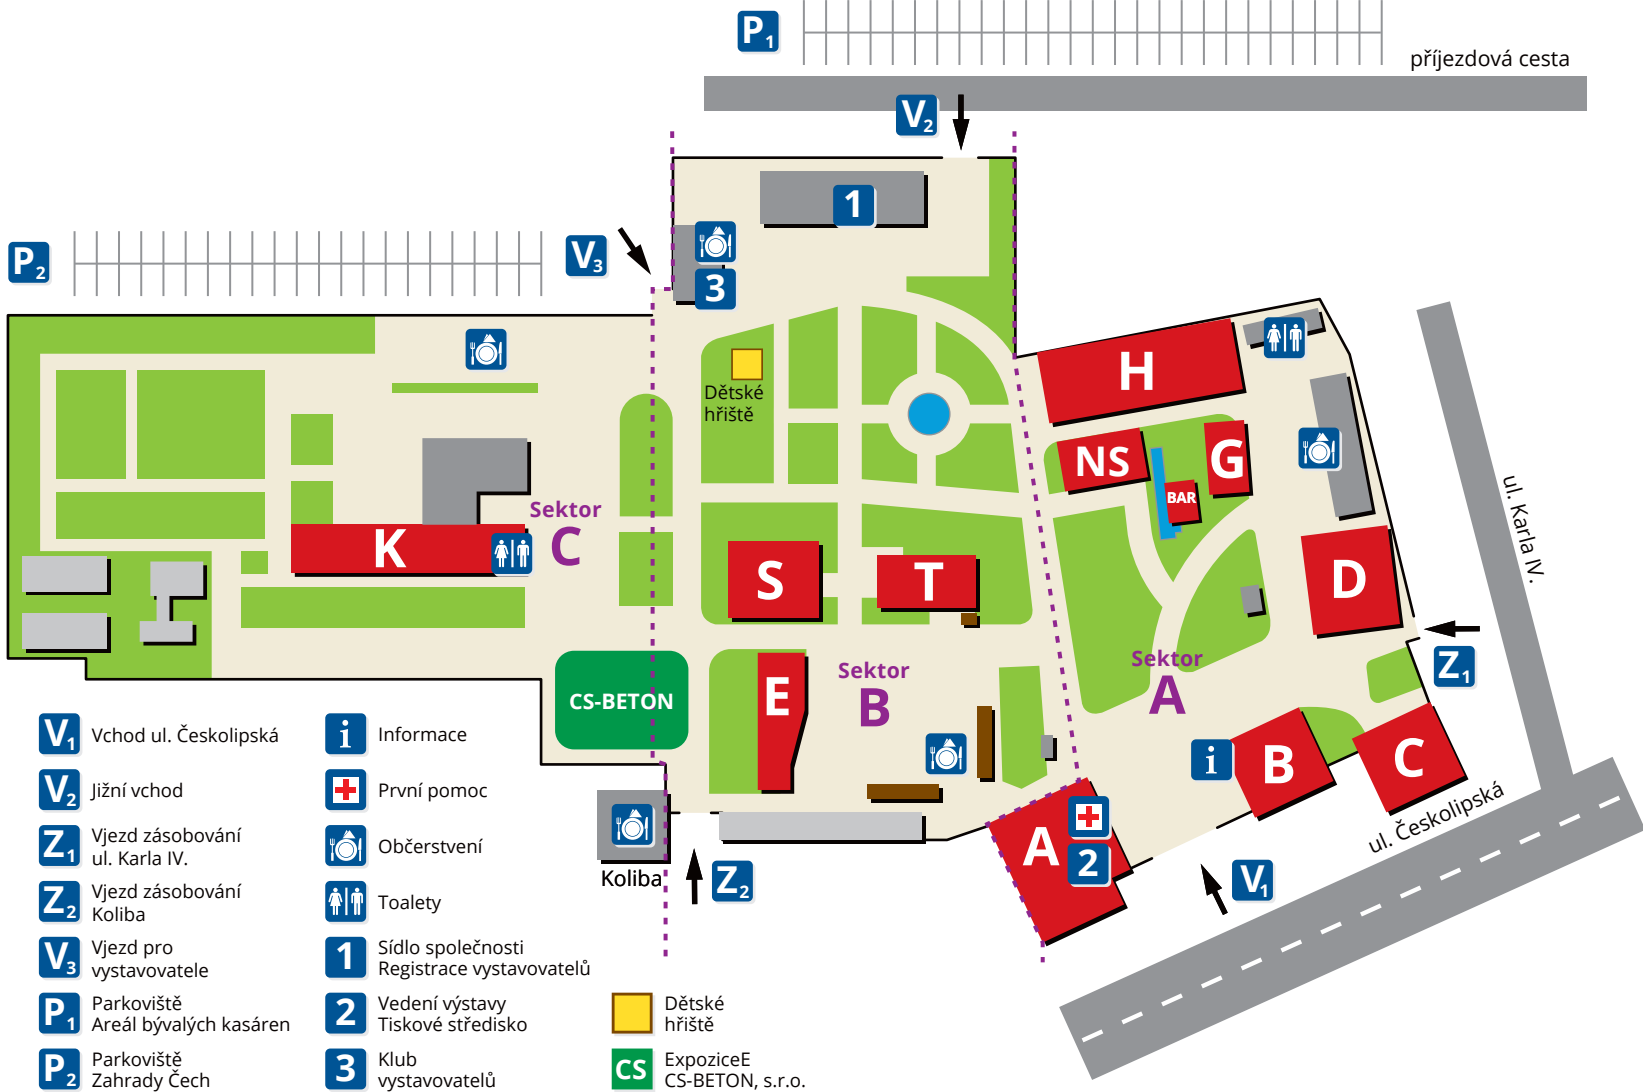 P1
příjezdová cesta
V2
1
V3
P2
3
H
Dětské
hřiště
NS
G
BAR
ul. Karla IV.
Sektor
C
K
S
T
D
Sektor
B
Sektor
A
Z1
CS-BETON
E
B
C
i
A
2
ul. Českolipská
Koliba
Z2
V1
V1 Vchod ul. Českolipská
V2 Jižní vchod
Z1 Vjezd zásobování
ul. Karla IV.
Z2 Vjezd zásobování
Koliba
V3 Vjezd pro
vystavovatele
P1 Parkoviště
Areál bývalých kasáren
P2 Parkoviště
Zahrady Čech
i Informace
První pomoc
Občerstvení
Toalety
1 Sídlo společnosti
Registrace vystavovatelů
2 Vedení výstavy
Tiskové středisko
3 Klub
vystavovatelů
Dětské
hřiště
CS ExpoziceE
CS-BETON, s.r.o.